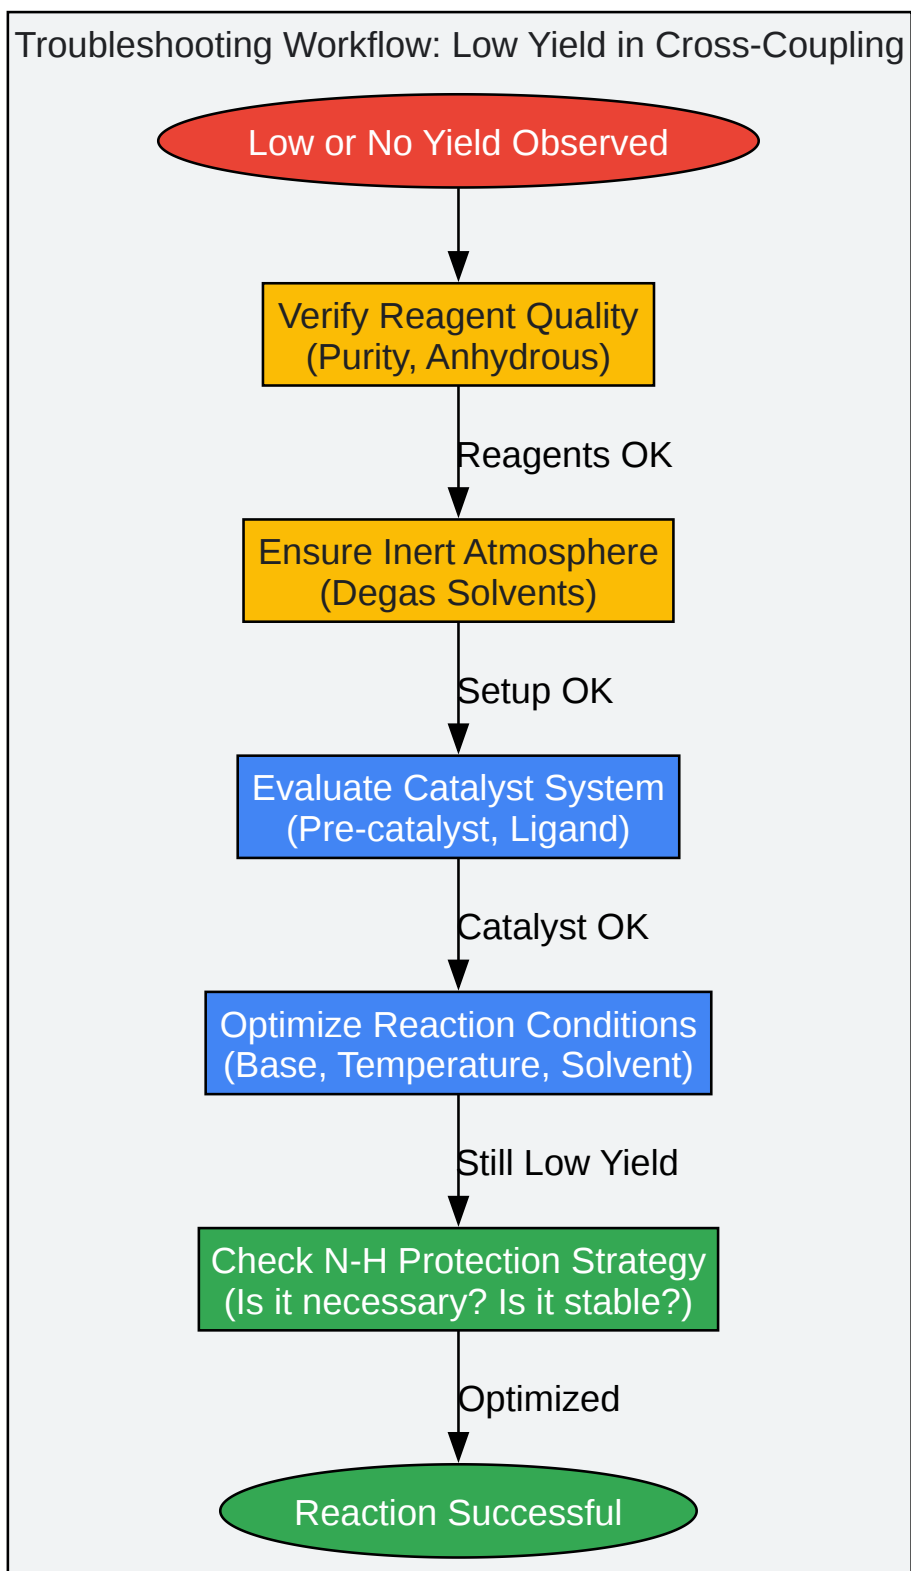 Troubleshooting Workflow: Low Yield in Cross-Coupling
Low or No Yield Observed
Verify Reagent Quality
(Purity, Anhydrous)
Reagents OK
Ensure Inert Atmosphere
(Degas Solvents)
Setup OK
Evaluate Catalyst System
(Pre-catalyst, Ligand)
Catalyst OK
Optimize Reaction Conditions
(Base, Temperature, Solvent)
Still Low Yield
Check N-H Protection Strategy
(Is it necessary? Is it stable?)
Optimized
Reaction Successful